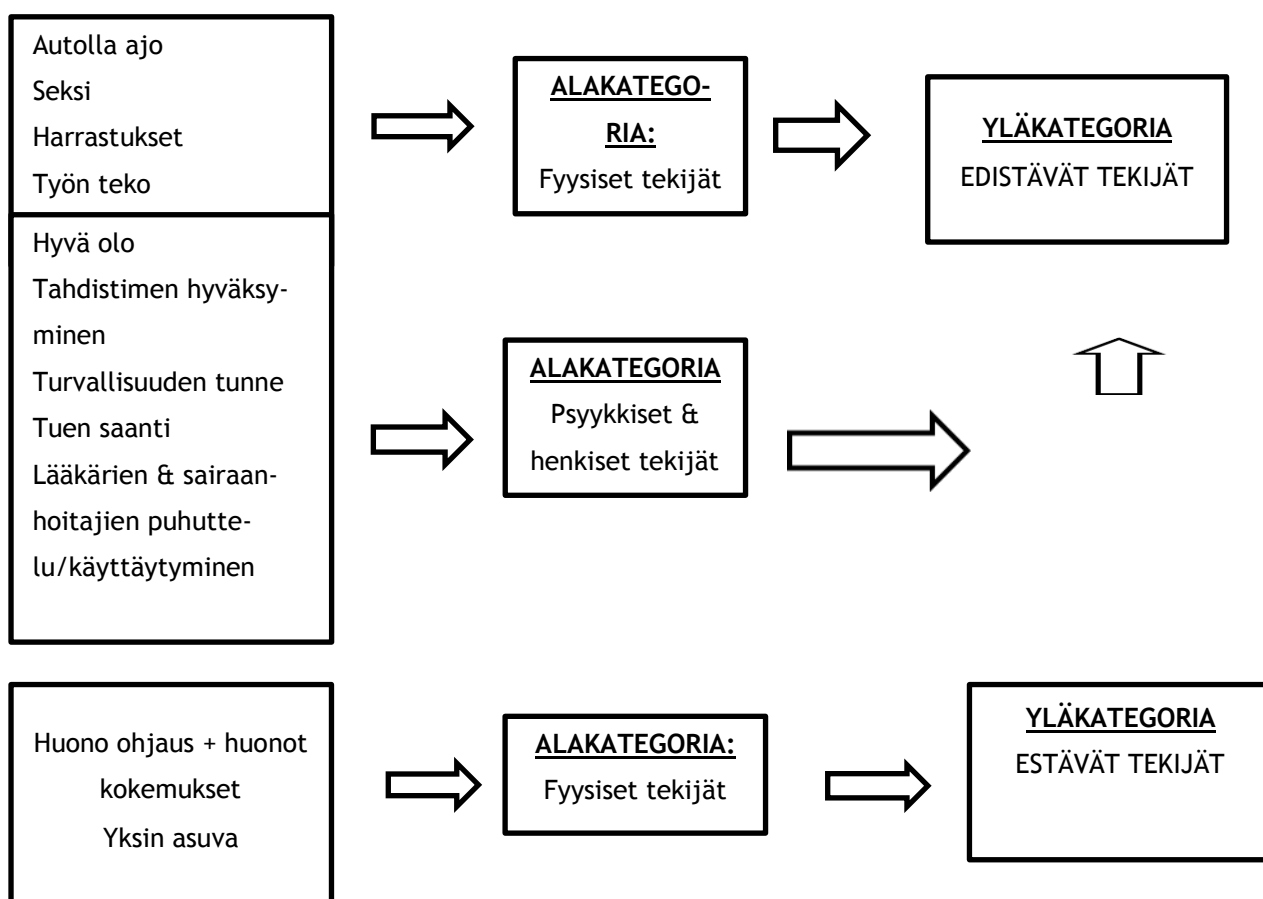 Autolla ajo
Seksi
Harrastukset
Työn teko
ALAKATEGO-
RIA:
Fyysiset tekijät
YLÄKATEGORIA
EDISTÄVÄT TEKIJÄT
Hyvä olo
Tahdistimen hyväksy-
minen
Turvallisuuden tunne
Tuen saanti
Lääkärien & sairaan-
hoitajien puhutte-
lu/käyttäytyminen
ALAKATEGORIA
Psyykkiset &
henkiset tekijät
Huono ohjaus + huonot
kokemukset
Yksin asuva
ALAKATEGORIA:
Fyysiset tekijät
YLÄKATEGORIA
ESTÄVÄT TEKIJÄT